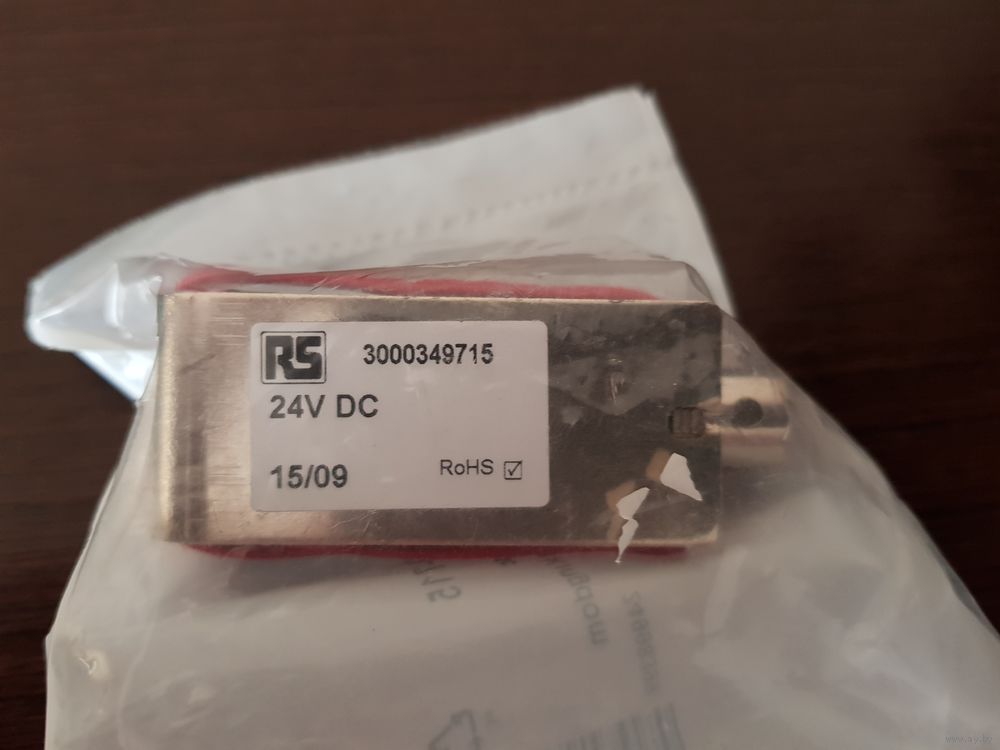 RS
3000349715
24V DC
15/09
RoHS ☑